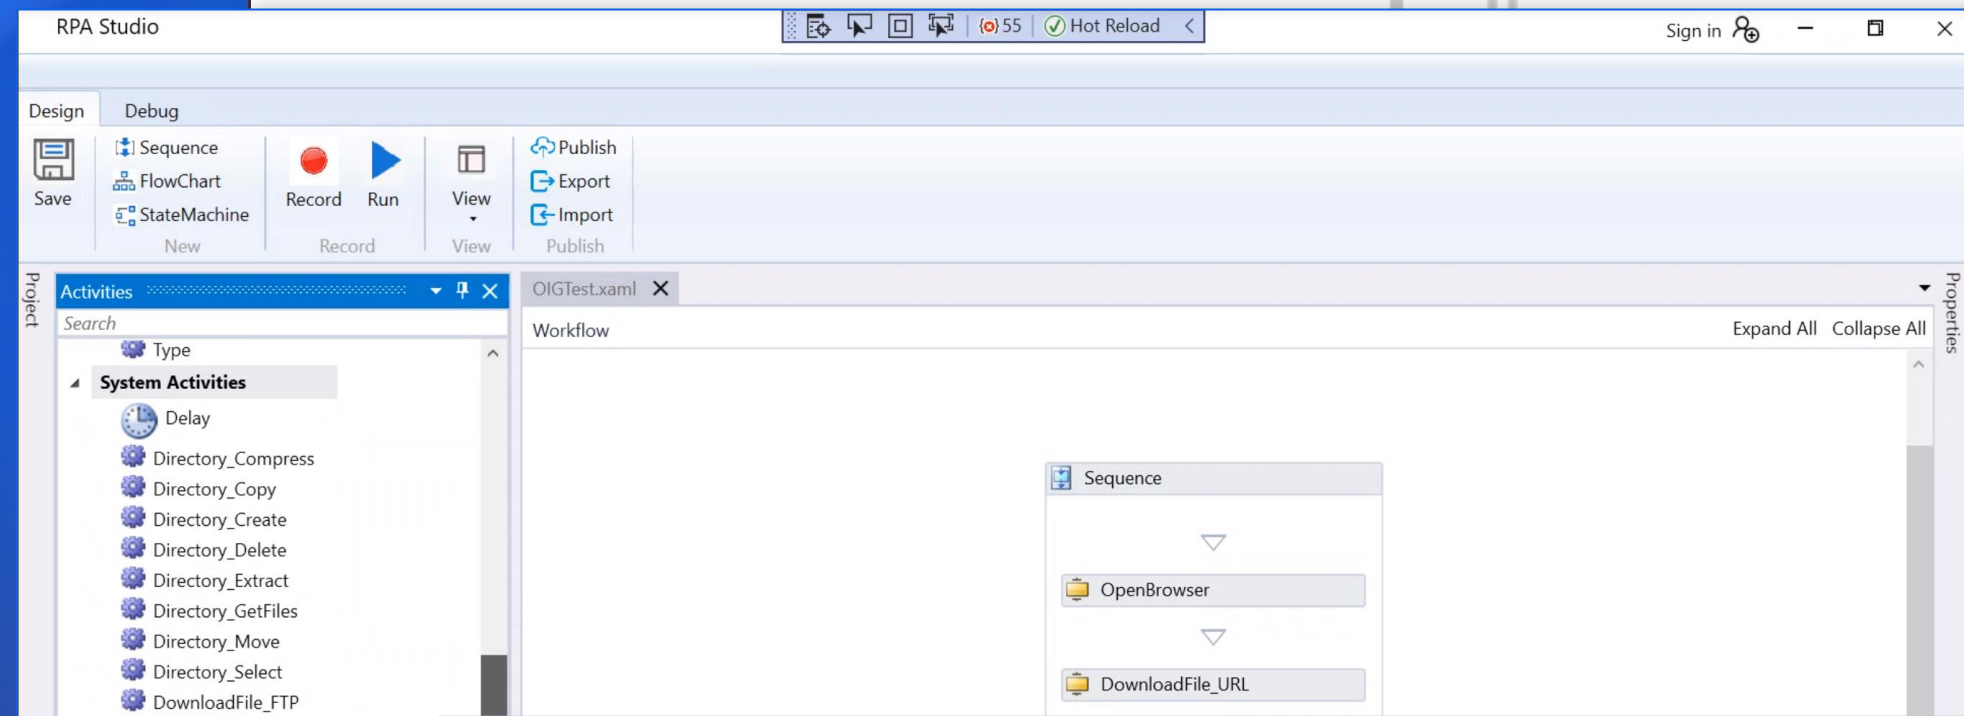 RPA Studio
55 Hot Reload
Sign in
Design Debug
Save
Sequence
FlowChart
StateMachine
New
Record Run
Record
View
View
Publish
Export
Import
Publish
Project
Activities
Search
Type
System Activities
Delay
Directory_Compress
Directory_Copy
Directory_Create
Directory_Delete
Directory_Extract
Directory_GetFiles
Directory_Move
Directory_Select
DownloadFile_FTP
OIGTest.xaml
Workflow
Expand All Collapse All
Sequence
OpenBrowser
DownloadFile_URL
Properties